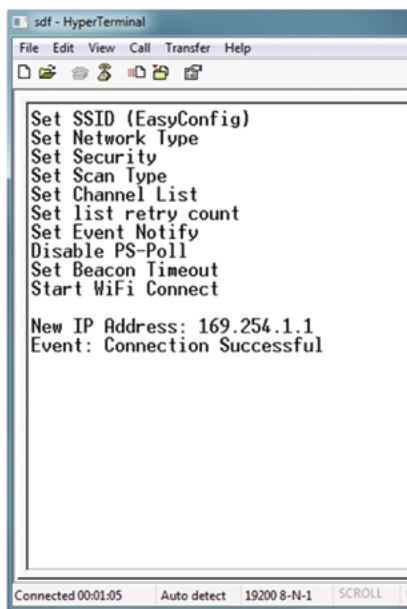 sdf - HyperTerminal
File Edit View Call Transfer Help
Set SSID (EasyConfig)
Set Network Type
Set Security
Set Scan Type
Set Channel List
Set list retry count
Set Event Notify
Disable PS-Poll
Set Beacon Timeout
Start WiFi Connect
New IP Address: 169.254.1.1
Event: Connection Successful
Connected 00:01:05 Auto detect 19200 8-N-1 SCROLL